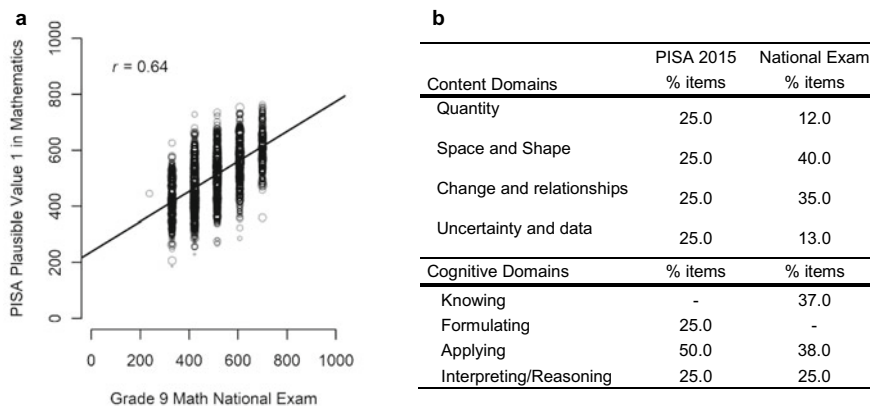 a
r = 0.64
PISA Plausible Value 1 in Mathematics
1000
800
600
400
200
0
0 200 400 600 800 1000
Grade 9 Math National Exam
b
PISA 2015 National Exam
Content Domains % items % items
Quantity 25.0 12.0
Space and Shape 25.0 40.0
Change and relationships 25.0 35.0
Uncertainty and data 25.0 13.0
Cognitive Domains % items % items
Knowing - 37.0
Formulating 25.0 -
Applying 50.0 38.0
Interpreting/Reasoning 25.0 25.0